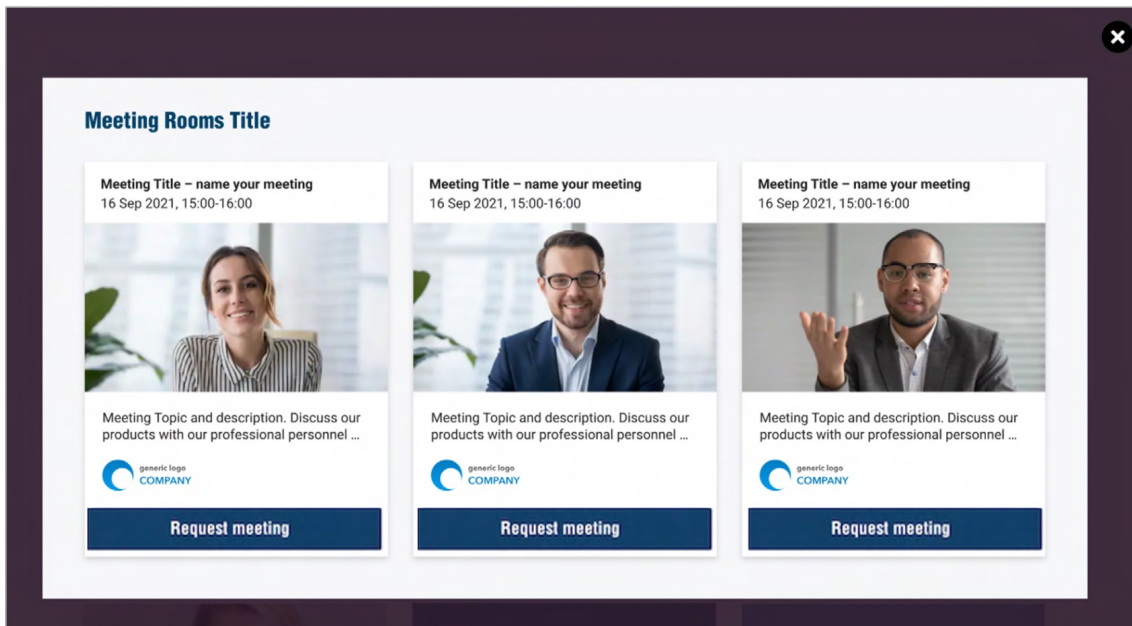 Meeting Rooms Title
Meeting Title – name your meeting
16 Sep 2021, 15:00-16:00
Meeting Topic and description. Discuss our
products with our professional personnel ...
generic logo
COMPANY
Request meeting
Meeting Title – name your meeting
16 Sep 2021, 15:00-16:00
Meeting Topic and description. Discuss our
products with our professional personnel ...
generic logo
COMPANY
Request meeting
Meeting Title – name your meeting
16 Sep 2021, 15:00-16:00
Meeting Topic and description. Discuss our
products with our professional personnel ...
generic logo
COMPANY
Request meeting